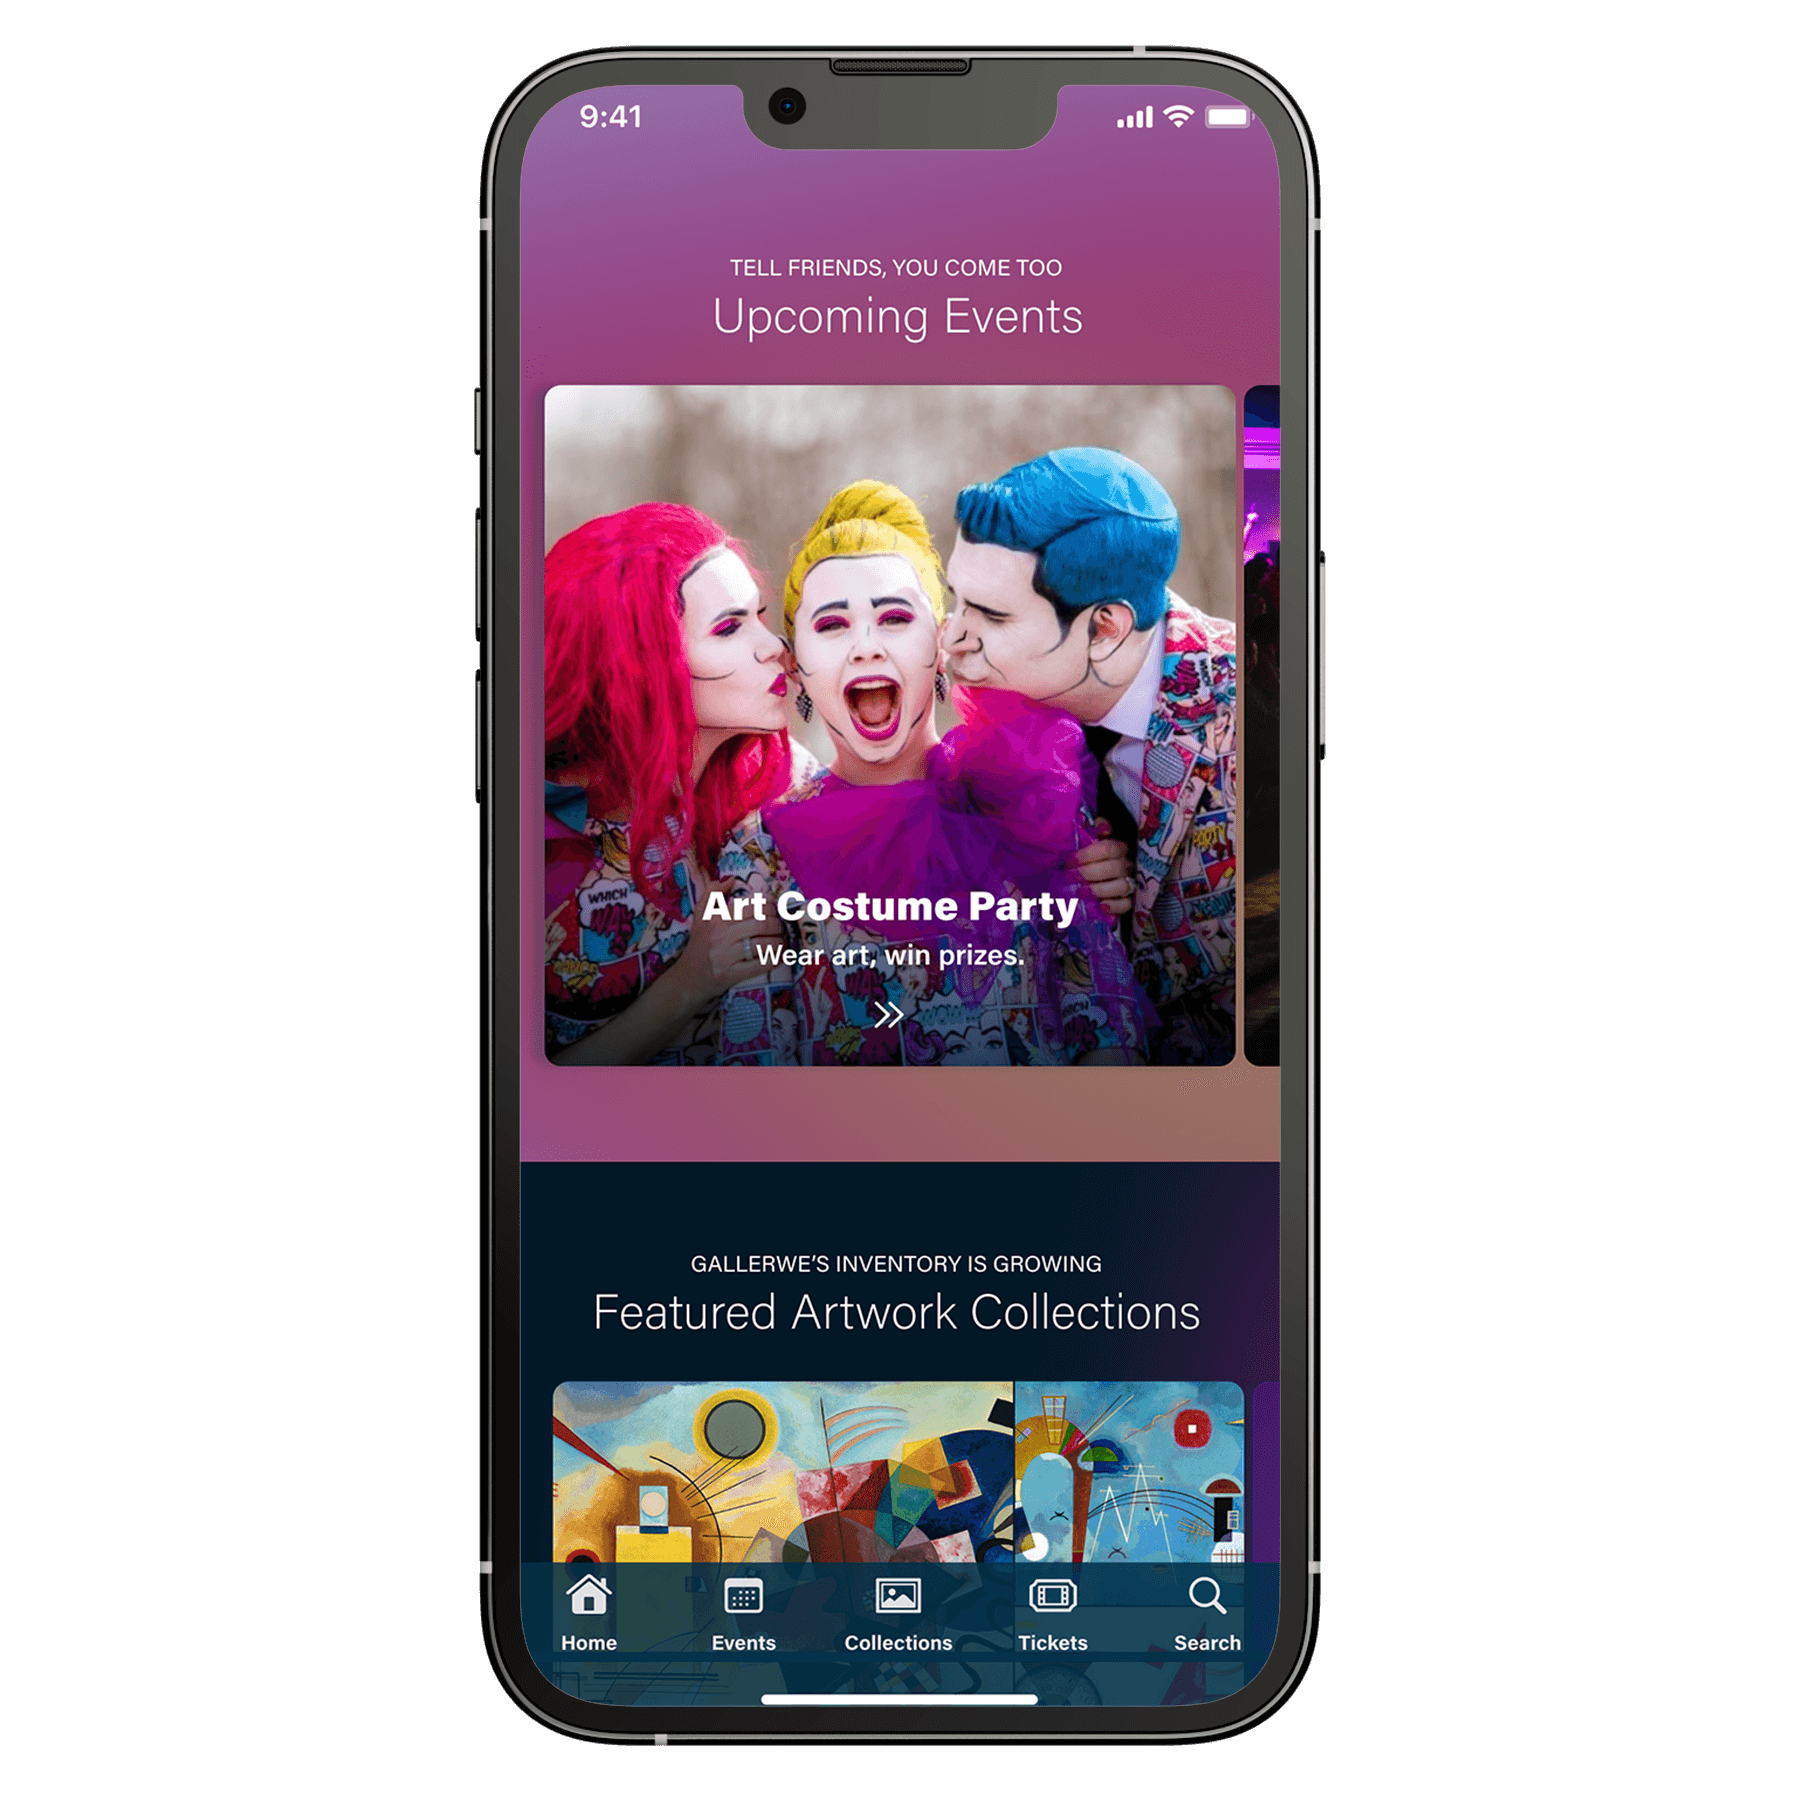 9:41
TELL FRIENDS, YOU COME TOO
Upcoming Events
WHICH
Art Costume Party
Wear art, win prizes.
GALLERWE'S INVENTORY IS GROWING
Featured Artwork Collections
Home
Events
Collections
Tickets
Search